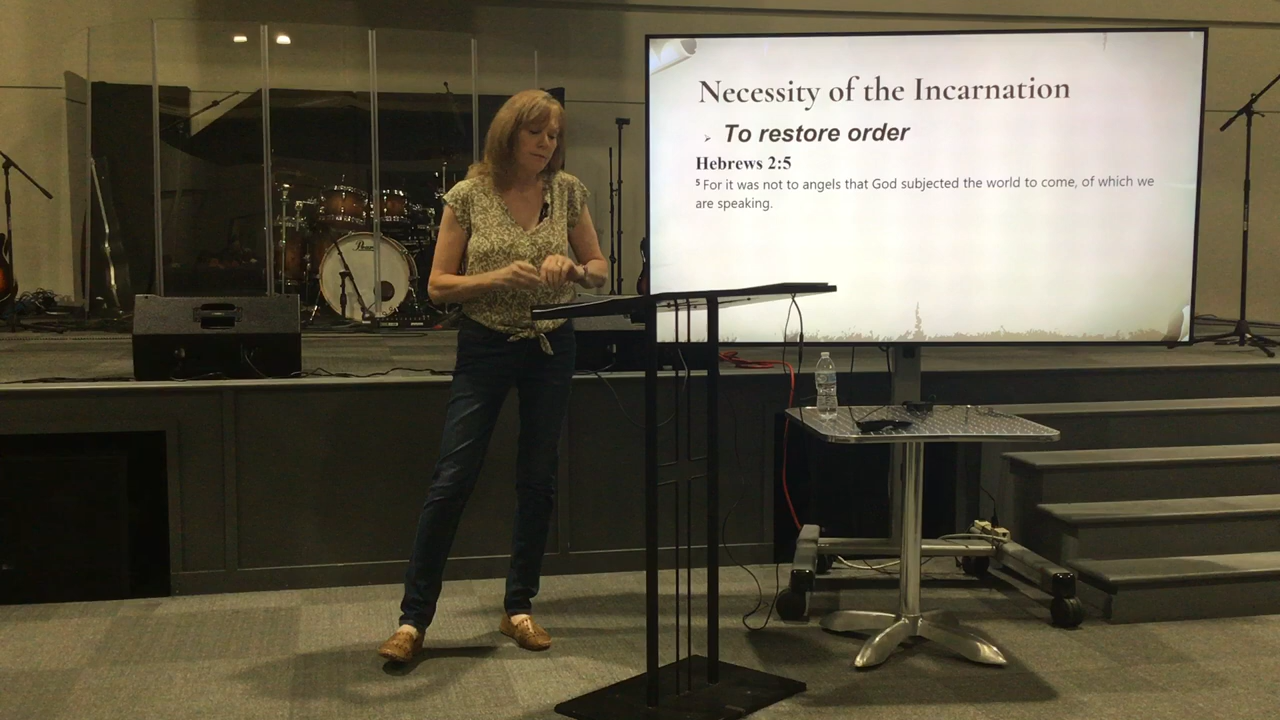 Necessity of the Incarnation
➢ To restore order
Hebrews 2:5
⁵ For it was not to angels that God subjected the world to come, of which we
are speaking.
Pearl